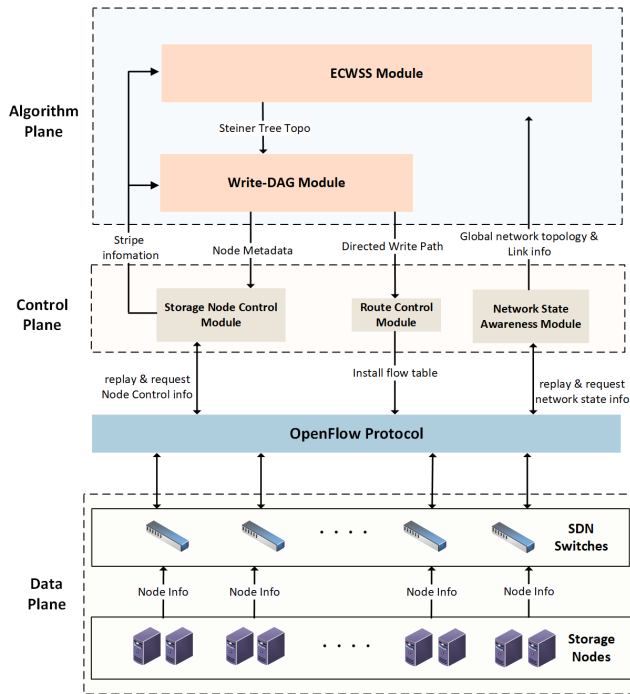 ECWSS Module
Algorithm
Plane
Steiner Tree Topo
Write-DAG Module
Stripe
infomation
Node Metadata
Directed Write Path
Global network topology &
Link info
Control
Plane
Storage Node Control
Module
Route Control
Module
Network State
Awareness Module
replay & request
Node Control info
Install flow table
replay & request
network state info
OpenFlow Protocol
SDN
Switches
Data
Plane
Node Info
Node Info
Node Info
Node Info
Storage
Nodes